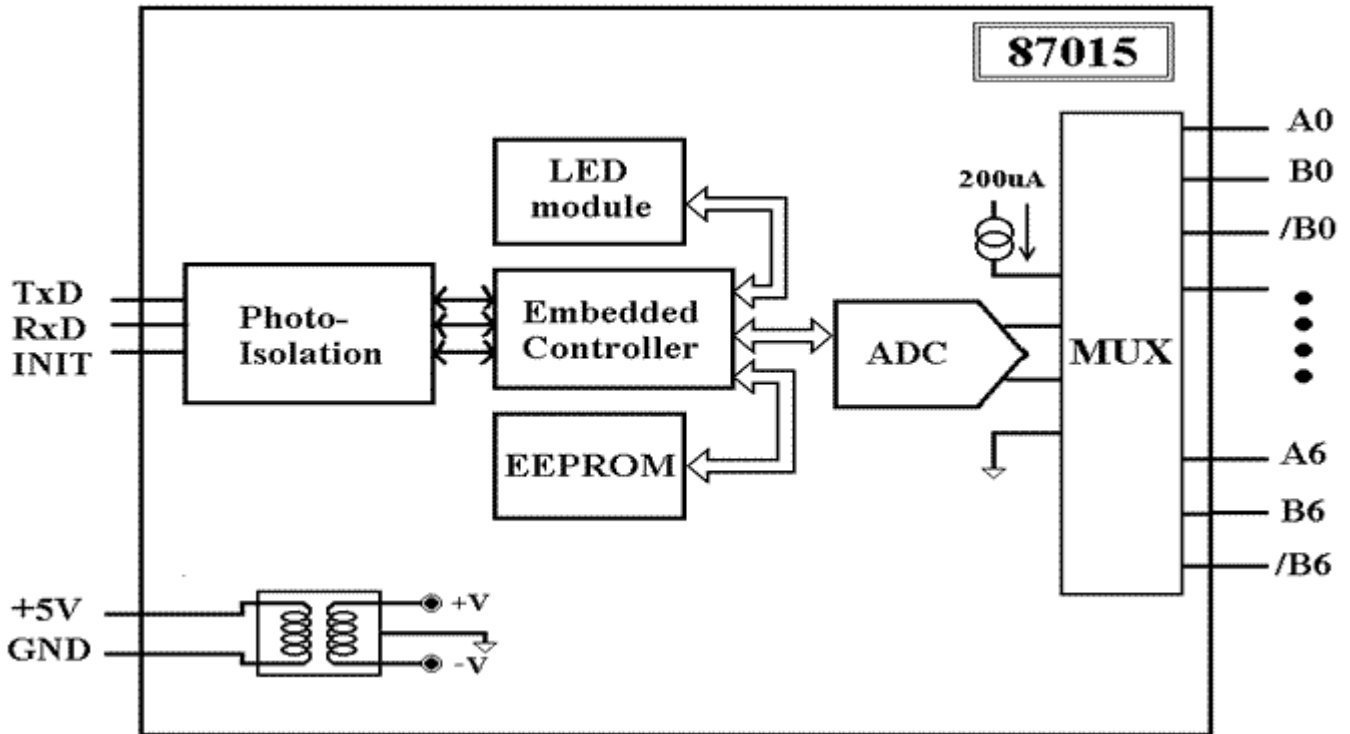 87015
A0
B0
/B0
LED
module
200uA
TxD
RxD
INIT
Photo-
Isolation
Embedded
Controller
ADC
MUX
EEPROM
A6
B6
/B6
+5V
GND
+V
-V